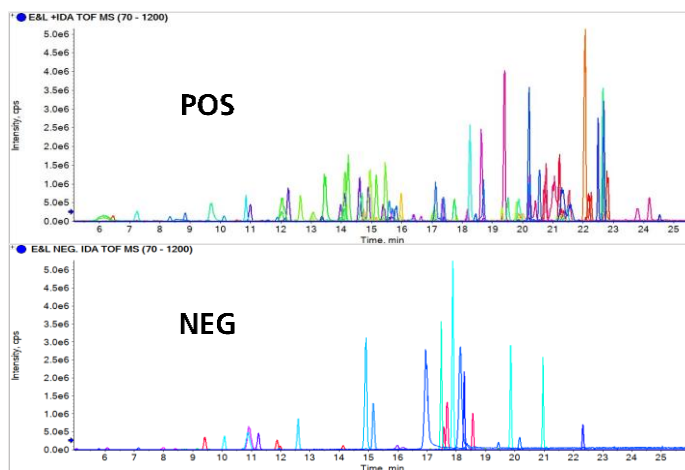 E&L +IDA TOF MS (70 - 1200)
5.0e6
4.5e6
4.0e6
3.5e6
3.0e6
2.5e6
2.0e6
1.5e6
1.0e6
5.0e5
0.0e0
Intensity, cps
POS
6 7 8 9 10 11 12 13 14 15 16 17 18 19 20 21 22 23 24 25
Time, min
E&L NEG. IDA TOF MS (70 - 1200)
5.0e6
4.5e6
4.0e6
3.5e6
3.0e6
2.5e6
2.0e6
1.5e6
1.0e6
5.0e5
0.0e0
Intensity, cps
NEG
6 7 8 9 10 11 12 13 14 15 16 17 18 19 20 21 22 23 24 25
Time, min